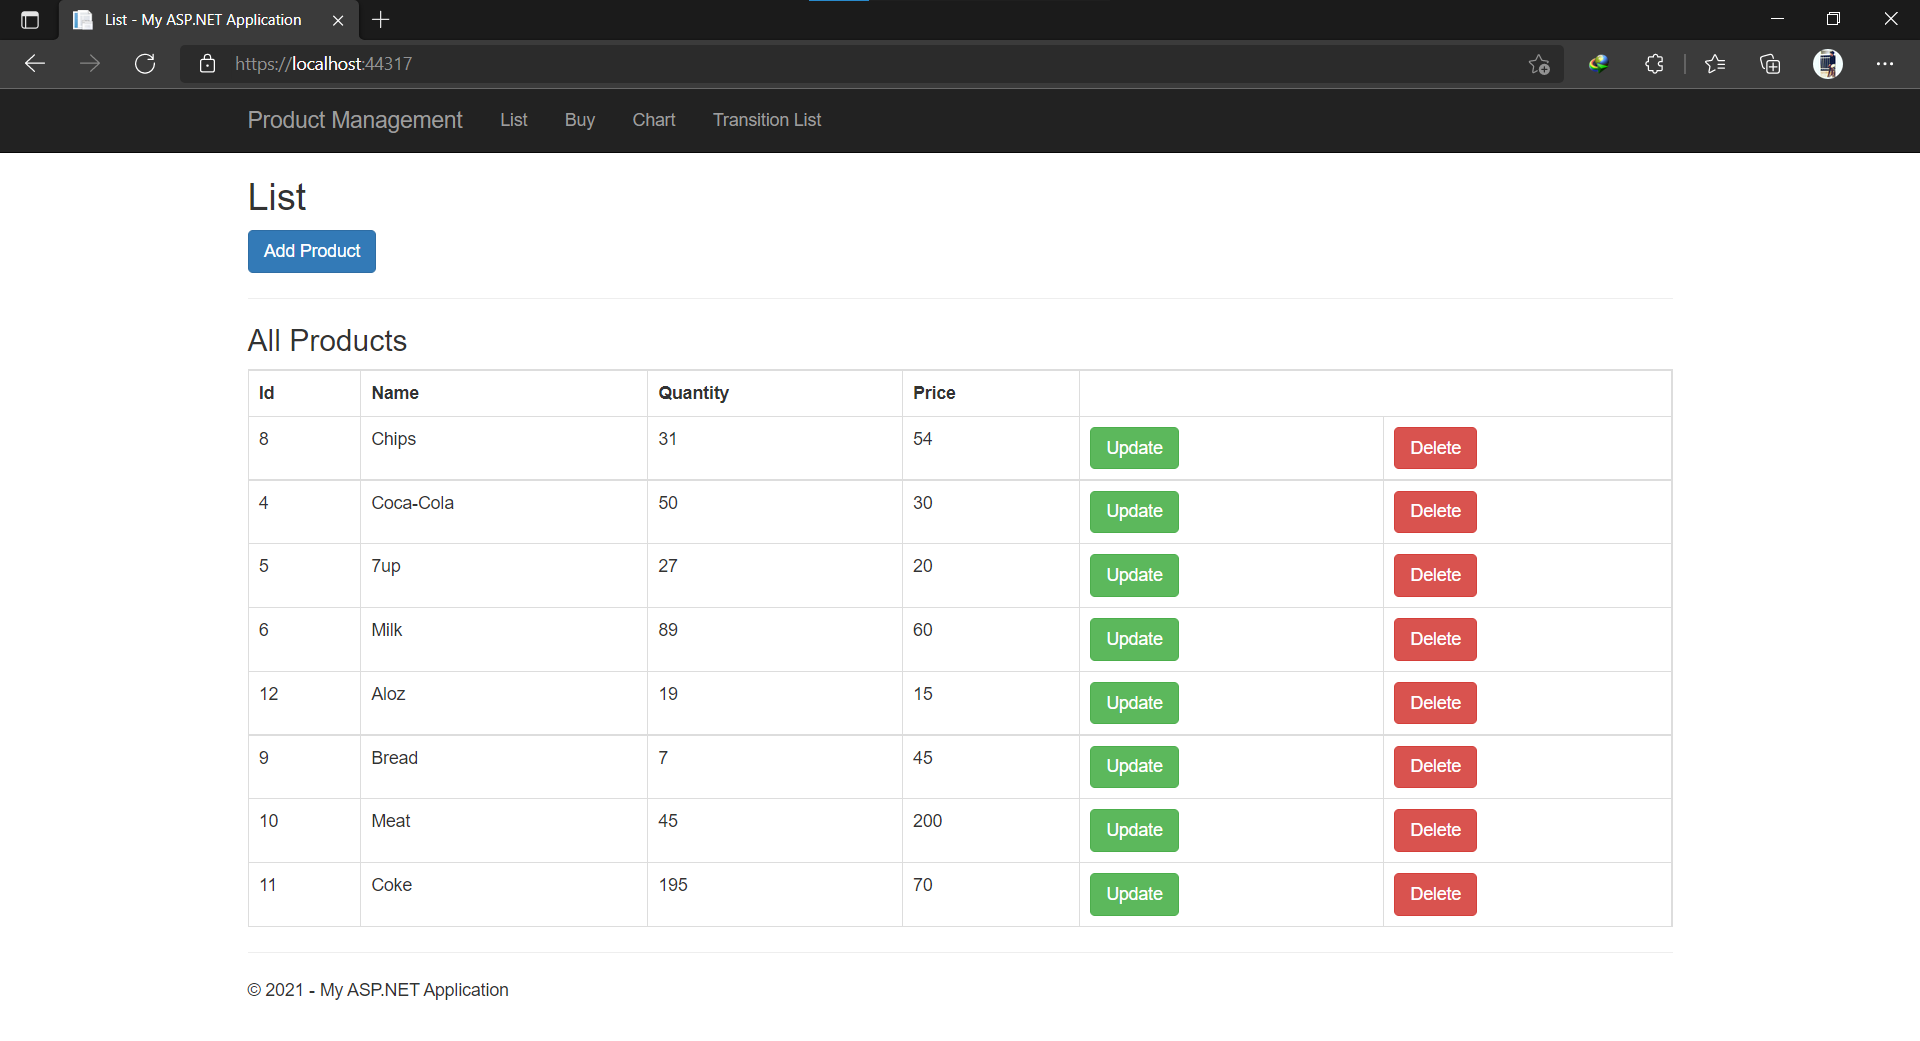 List - My ASP.NET Application
https://localhost:44317
Product Management List Buy Chart Transition List
List
Add Product
All Products
Id Name Quantity Price
8 Chips 31 54 Update Delete
4 Coca-Cola 50 30 Update Delete
5 7up 27 20 Update Delete
6 Milk 89 60 Update Delete
12 Aloz 19 15 Update Delete
9 Bread 7 45 Update Delete
10 Meat 45 200 Update Delete
11 Coke 195 70 Update Delete
© 2021 - My ASP.NET Application